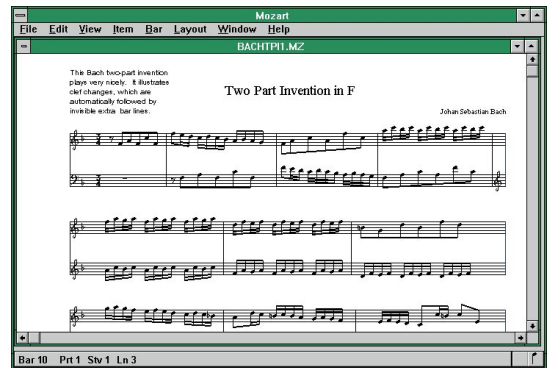 Mozart
File Edit View Item Bar Layout Window Help
BACHTPI1.MZ
This Bach two-part invention
plays very nicely. It illustrates
clef changes, which are
automatically followed by
invisible extra bar lines.
Two Part Invention in F
Johan Sebastian Bach
Bar 10 Prt 1 Stv 1 Ln 3